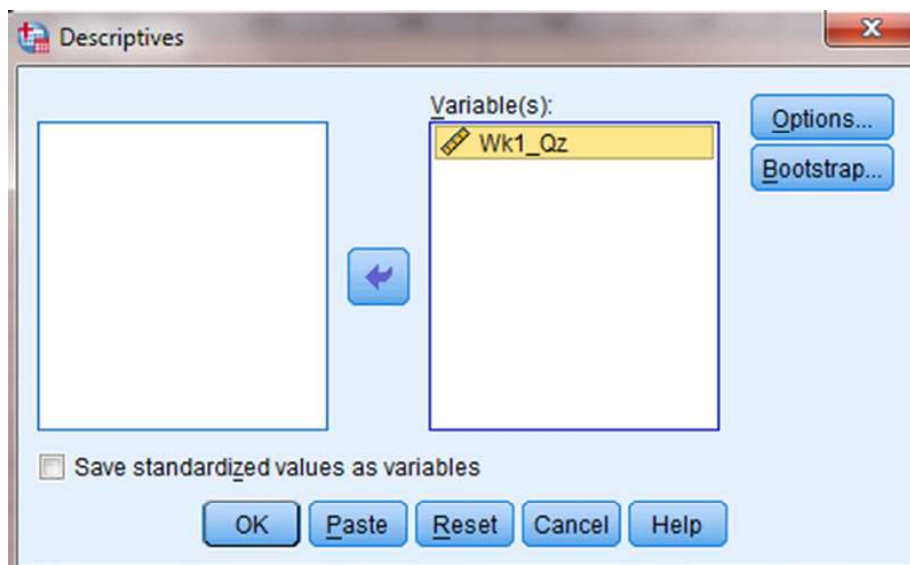 Descriptives
Variable(s):
Wk1_Qz
Options...
Bootstrap...
Save standardized values as variables
OK Paste Reset Cancel Help